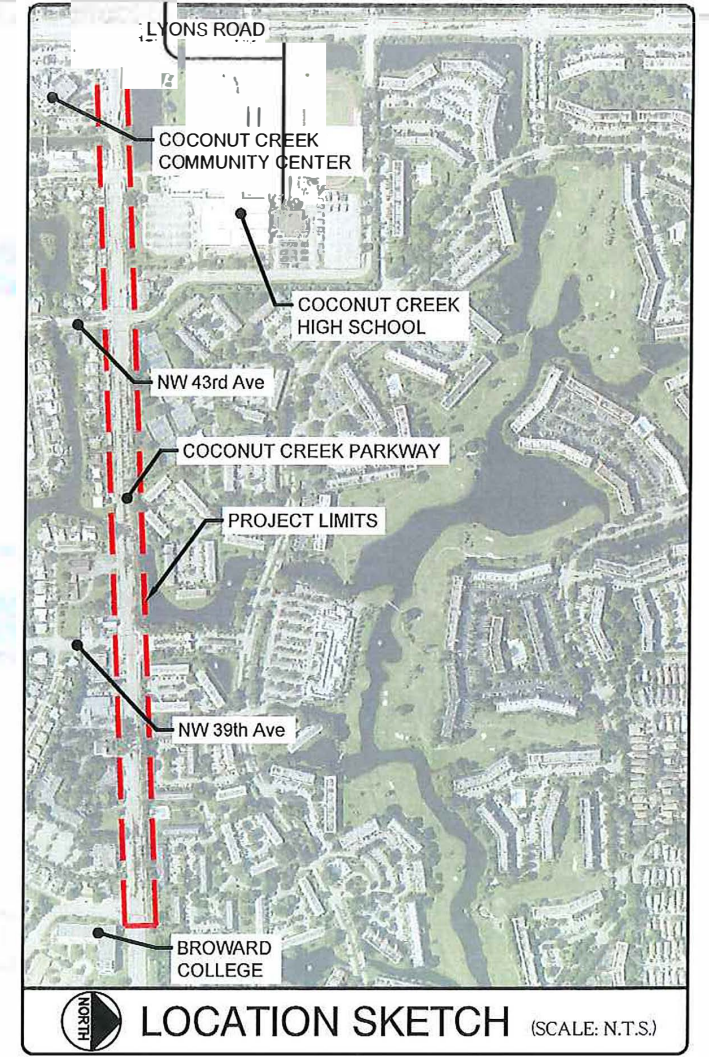 LYONS ROAD
COCONUT CREEK
COMMUNITY CENTER
COCONUT CREEK
HIGH SCHOOL
NW 43rd Ave
COCONUT CREEK PARKWAY
PROJECT LIMITS
NW 39th Ave
BROWARD
COLLEGE
NORTH
LOCATION SKETCH (SCALE: N.T.S.)